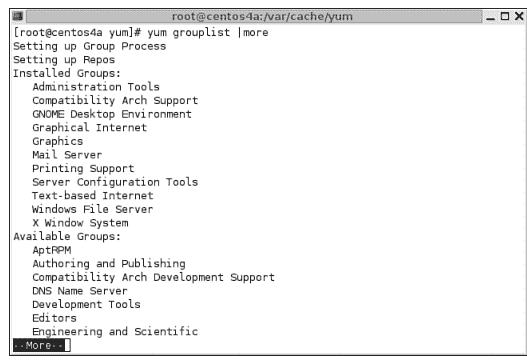 root@centos4a:/var/cache/yum
[root@centos4a yum]# yum grouplist |more
Setting up Group Process
Setting up Repos
Installed Groups:
Administration Tools
Compatibility Arch Support
GNOME Desktop Environment
Graphical Internet
Graphics
Mail Server
Printing Support
Server Configuration Tools
Text-based Internet
Windows File Server
X Window System
Available Groups:
AptRPM
Authoring and Publishing
Compatibility Arch Development Support
DNS Name Server
Development Tools
Editors
Engineering and Scientific
--More--